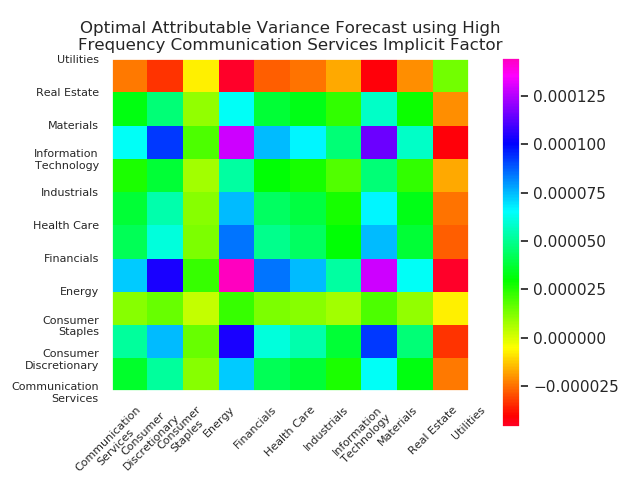 Optimal Attributable Variance Forecast using High
Frequency Communication Services Implicit Factor
Utilities
Real Estate
Materials
Information
Technology
Industrials
Health Care
Financials
Energy
Consumer
Staples
Consumer
Discretionary
Communication
Services
Communication
Services
Consumer
Discretionary
Consumer
Staples
Energy
Financials
Health Care
Industrials
Information
Technology
Materials
Real Estate
Utilities
0.000125
0.000100
0.000075
0.000050
0.000025
0.000000
−0.000025